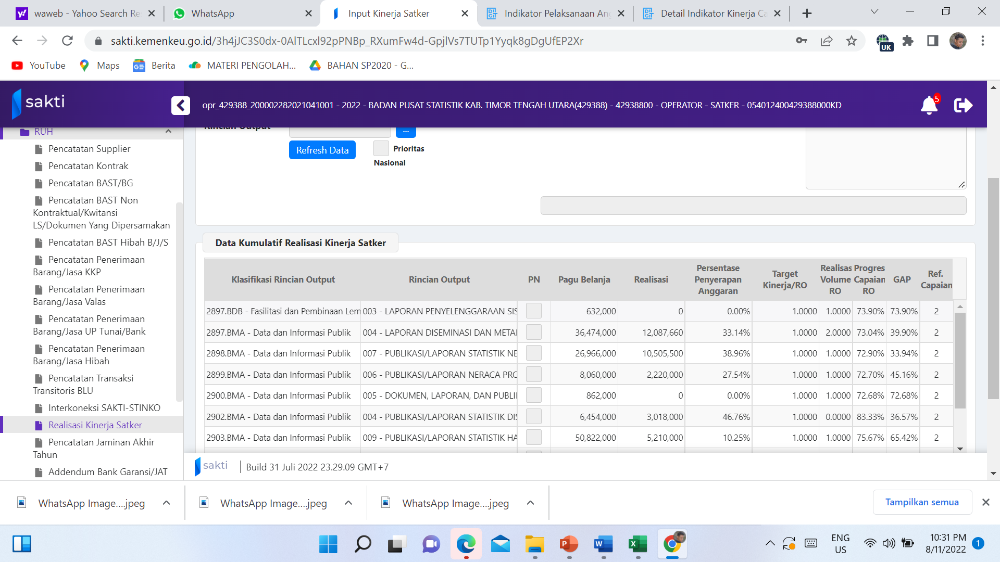 waweb - Yahoo Search Re
WhatsApp
Input Kinerja Satker
Indikator Pelaksanaan Ang
Detail Indikator Kinerja Ca
sakti.kemenkeu.go.id/3h4jJC3S0dx-0AlTLcxl92pPNBp_RXumFw4d-GpjlVs7TUTp1Yyqk8gDgUfEP2Xr
UK
YouTube
Maps
Berita
MATERI PENGOLAH...
BAHAN SP2020 - G...
sakti
opr_429388_200002282021041001 - 2022 - BADAN PUSAT STATISTIK KAB. TIMOR TENGAH UTARA(429388) - 42938800 - OPERATOR - SATKER - 054012400429388000KD
5
RUH
Pencatatan Supplier
Pencatatan Kontrak
Pencatatan BAST/BG
Pencatatan BAST Non
Kontraktual/Kwitansi
LS/Dokumen Yang Dipersamakan
Pencatatan BAST Hibah B/J/S
Pencatatan Penerimaan
Barang/Jasa KKP
Pencatatan Penerimaan
Barang/Jasa Valas
Pencatatan Penerimaan
Barang/Jasa UP Tunai/Bank
Pencatatan Penerimaan
Barang/Jasa Hibah
Pencatatan Transaksi
Transitoris BLU
Interkoneksi SAKTI-STINKO
Realisasi Kinerja Satker
Pencatatan Jaminan Akhir
Tahun
Addendum Bank Garansi/JAT
Rincian Output
...
Refresh Data
Prioritas
Nasional
Data Kumulatif Realisasi Kinerja Satker
Klasifikasi Rincian Output Rincian Output PN Pagu Belanja Realisasi Persentase Penyerapan Anggaran Target Kinerja/RO Realisas Volume RO Progres Capaian RO GAP Ref. Capaian
2897.BDB - Fasilitasi dan Pembinaan Lem 003 - LAPORAN PENYELENGGARAAN SIS 632,000 0 0.00% 1.0000 1.0000 73.90% 73.90% 2
2897.BMA - Data dan Informasi Publik 004 - LAPORAN DISEMINASI DAN METAD 36,474,000 12,087,660 33.14% 1.0000 2.0000 73.04% 39.90% 2
2898.BMA - Data dan Informasi Publik 007 - PUBLIKASI/LAPORAN STATISTIK NE 26,966,000 10,505,500 38.96% 1.0000 1.0000 72.90% 33.94% 2
2899.BMA - Data dan Informasi Publik 006 - PUBLIKASI/LAPORAN NERACA PRO 8,060,000 2,220,000 27.54% 1.0000 1.0000 72.70% 45.16% 2
2900.BMA - Data dan Informasi Publik 005 - DOKUMEN, LAPORAN, DAN PUBLI 862,000 0 0.00% 1.0000 1.0000 72.68% 72.68% 2
2902.BMA - Data dan Informasi Publik 004 - PUBLIKASI/LAPORAN STATISTIK DIS 6,454,000 3,018,000 46.76% 1.0000 0.0000 83.33% 36.57% 2
2903.BMA - Data dan Informasi Publik 009 - PUBLIKASI/LAPORAN STATISTIK HA 50,822,000 5,210,000 10.25% 1.0000 1.0000 75.67% 65.42% 2
sakti
Build 31 Juli 2022 23.29.09 GMT+7
WhatsApp Image....jpeg
WhatsApp Image....jpeg
WhatsApp Image....jpeg
Tampilkan semua
ENG
US
10:31 PM
8/11/2022
1